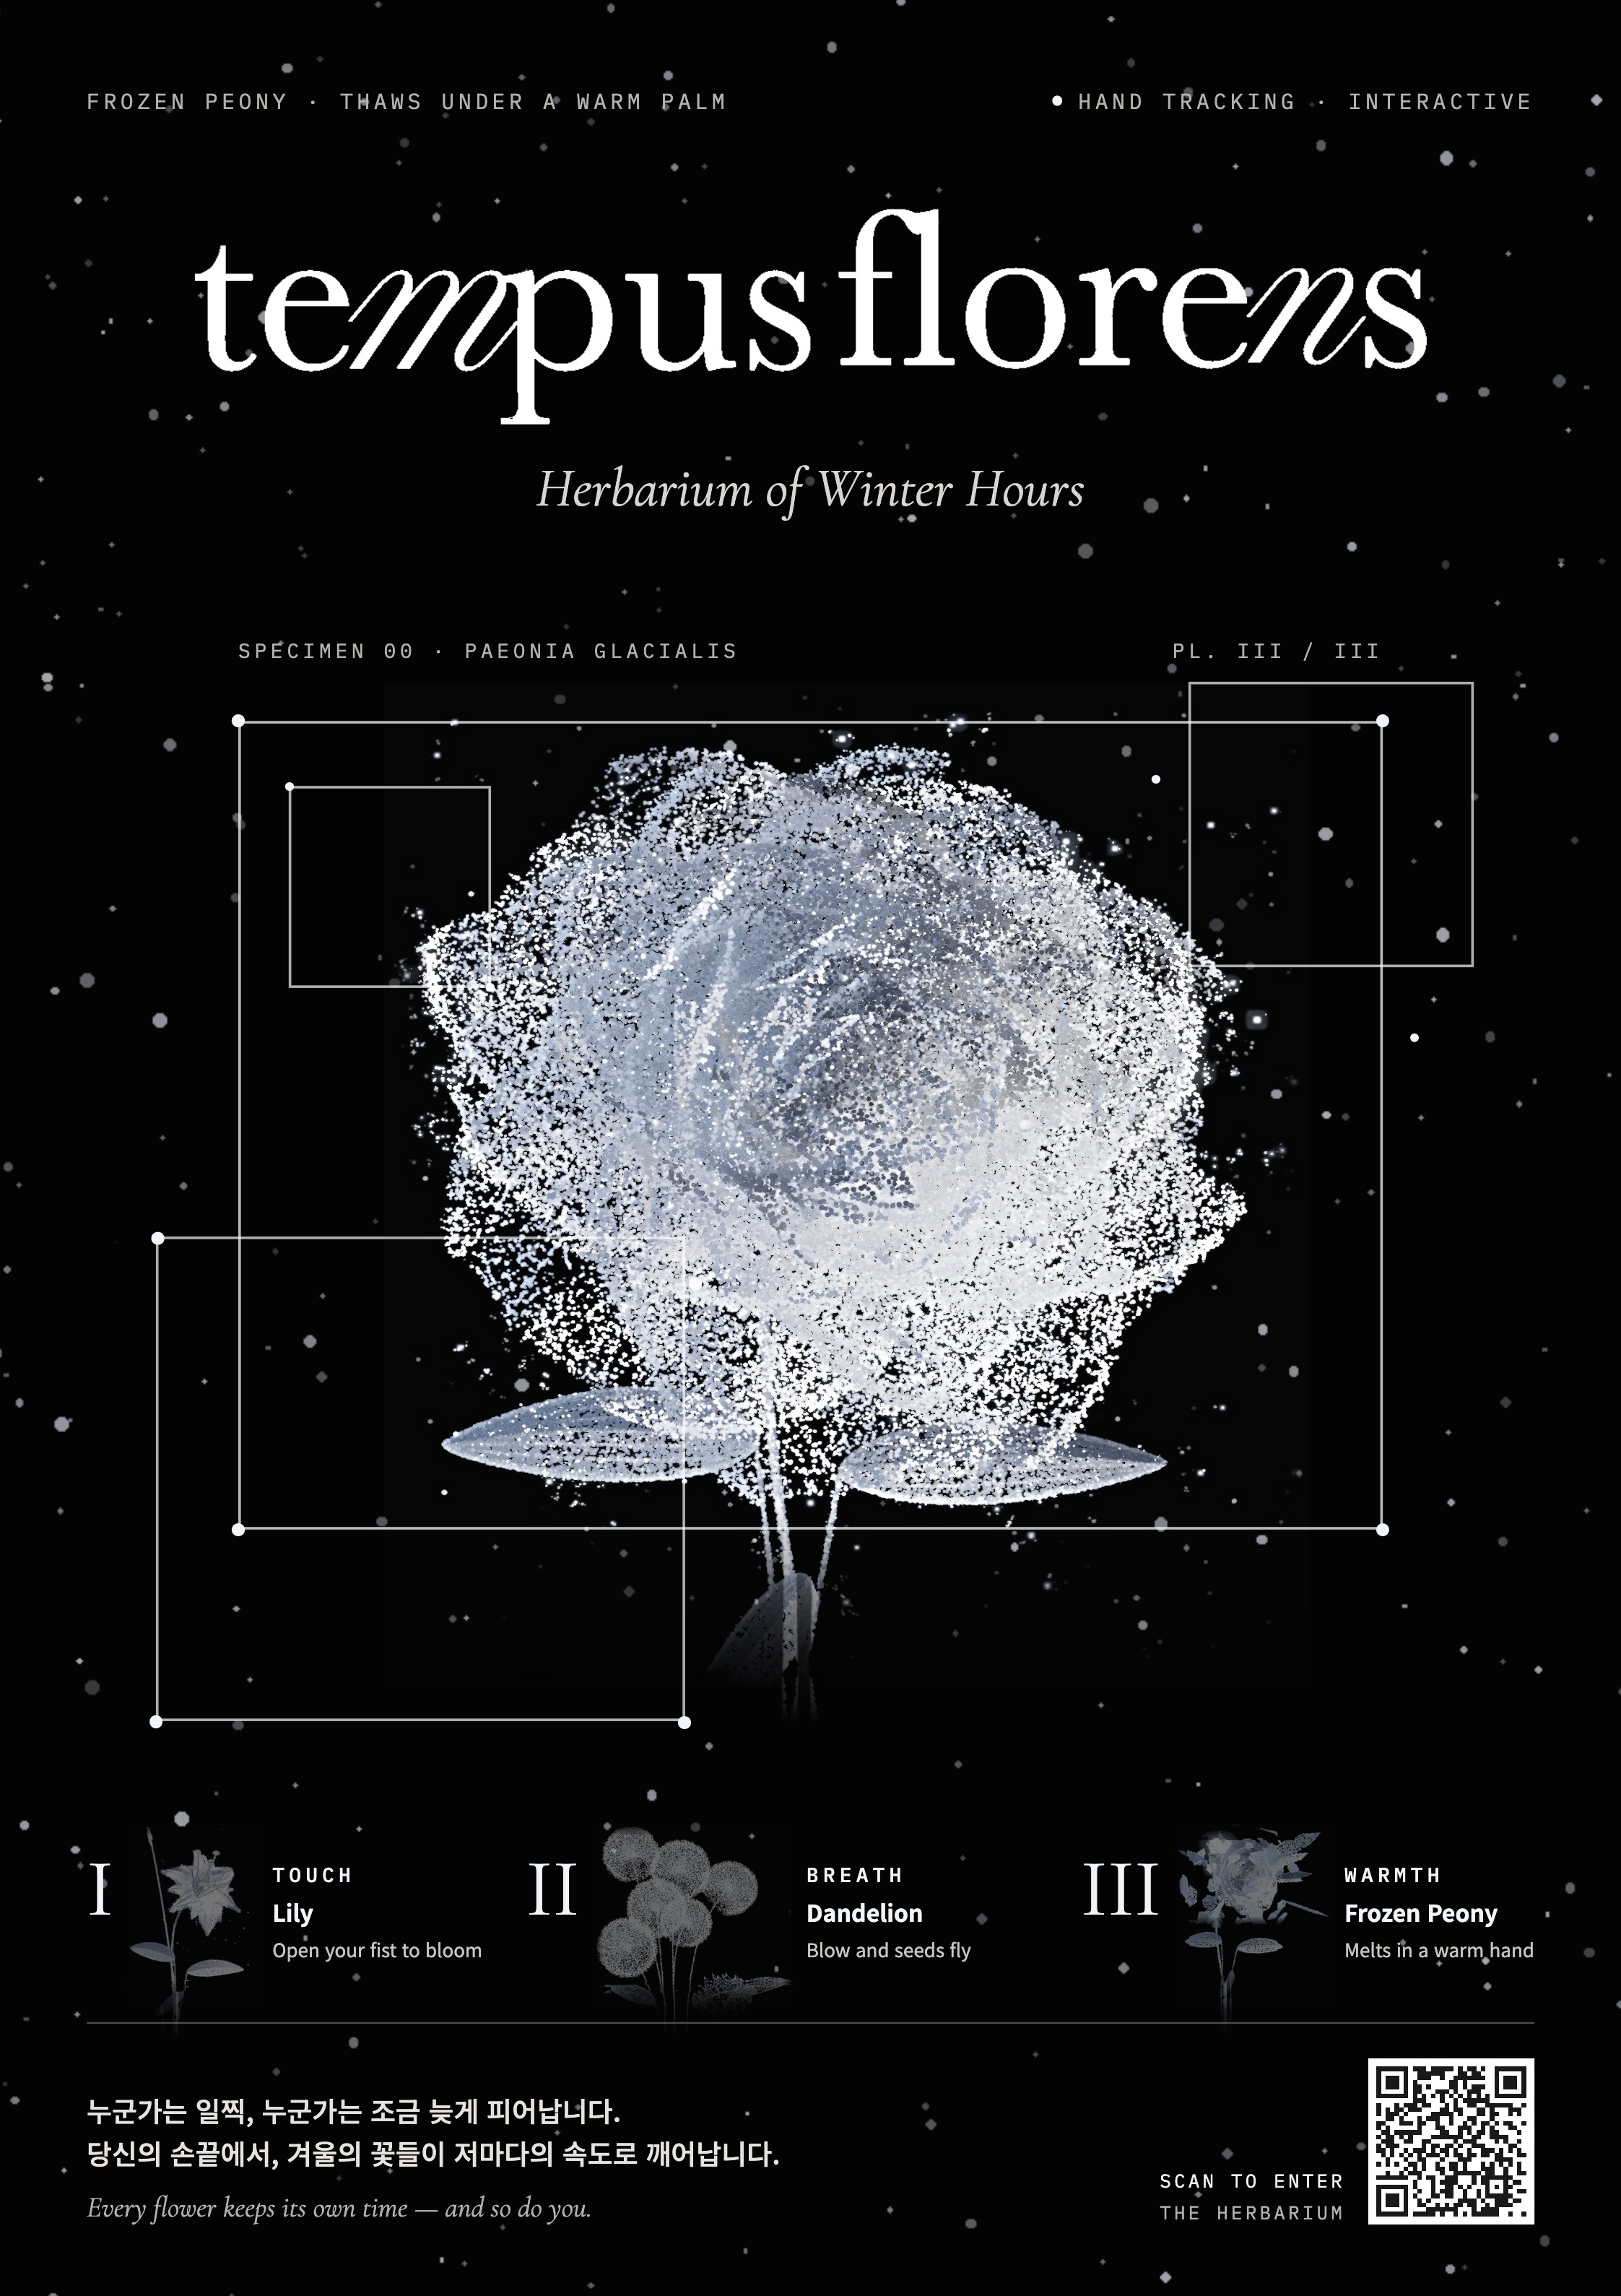 FROZEN PEONY · THAWS UNDER A WARM PALM
HAND TRACKING · INTERACTIVE
tempus florens
Herbarium of Winter Hours
SPECIMEN 00 · PAEONIA GLACIALIS
PL. III / III
I
TOUCH
Lily
Open your fist to bloom
II
BREATH
Dandelion
Blow and seeds fly
III
WARMTH
Frozen Peony
Melts in a warm hand
누군가는 일찍, 누군가는 조금 늦게 피어납니다.
당신의 손끝에서, 겨울의 꽃들이 저마다의 속도로 깨어납니다.
Every flower keeps its own time — and so do you.
SCAN TO ENTER
THE HERBARIUM